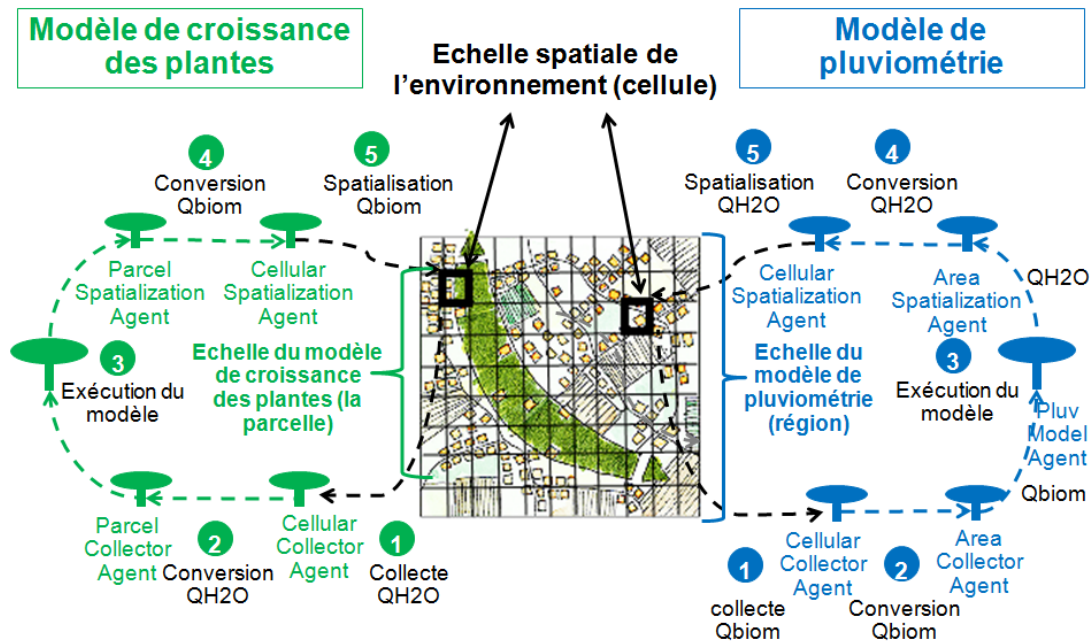 Modèle de croissance
des plantes
Echelle spatiale de
l'environnement (cellule)
Modèle de
pluviométrie
4
Conversion
Qbiom
5
Spatialisation
Qbiom
5
Spatialisation
QH2O
4
Conversion
QH2O
Parcel
Spatialization
Agent
Cellular
Spatialization
Agent
Cellular
Spatialization
Agent
Area
Spatialization
Agent
QH2O
3
Exécution du
modèle
Echelle du modèle
de croissance
des plantes (la
parcelle)
Echelle du
modèle de
pluviométrie
(région)
3
Exécution du
modèle
Pluv
Model
Agent
Qbiom
Parcel
Collector
Agent
2
Conversion
QH2O
Cellular
Collector
Agent
1
Collecte
QH2O
1
collecte
Qbiom
Cellular
Collector
Agent
2
Conversion
Qbiom
Area
Collector
Agent